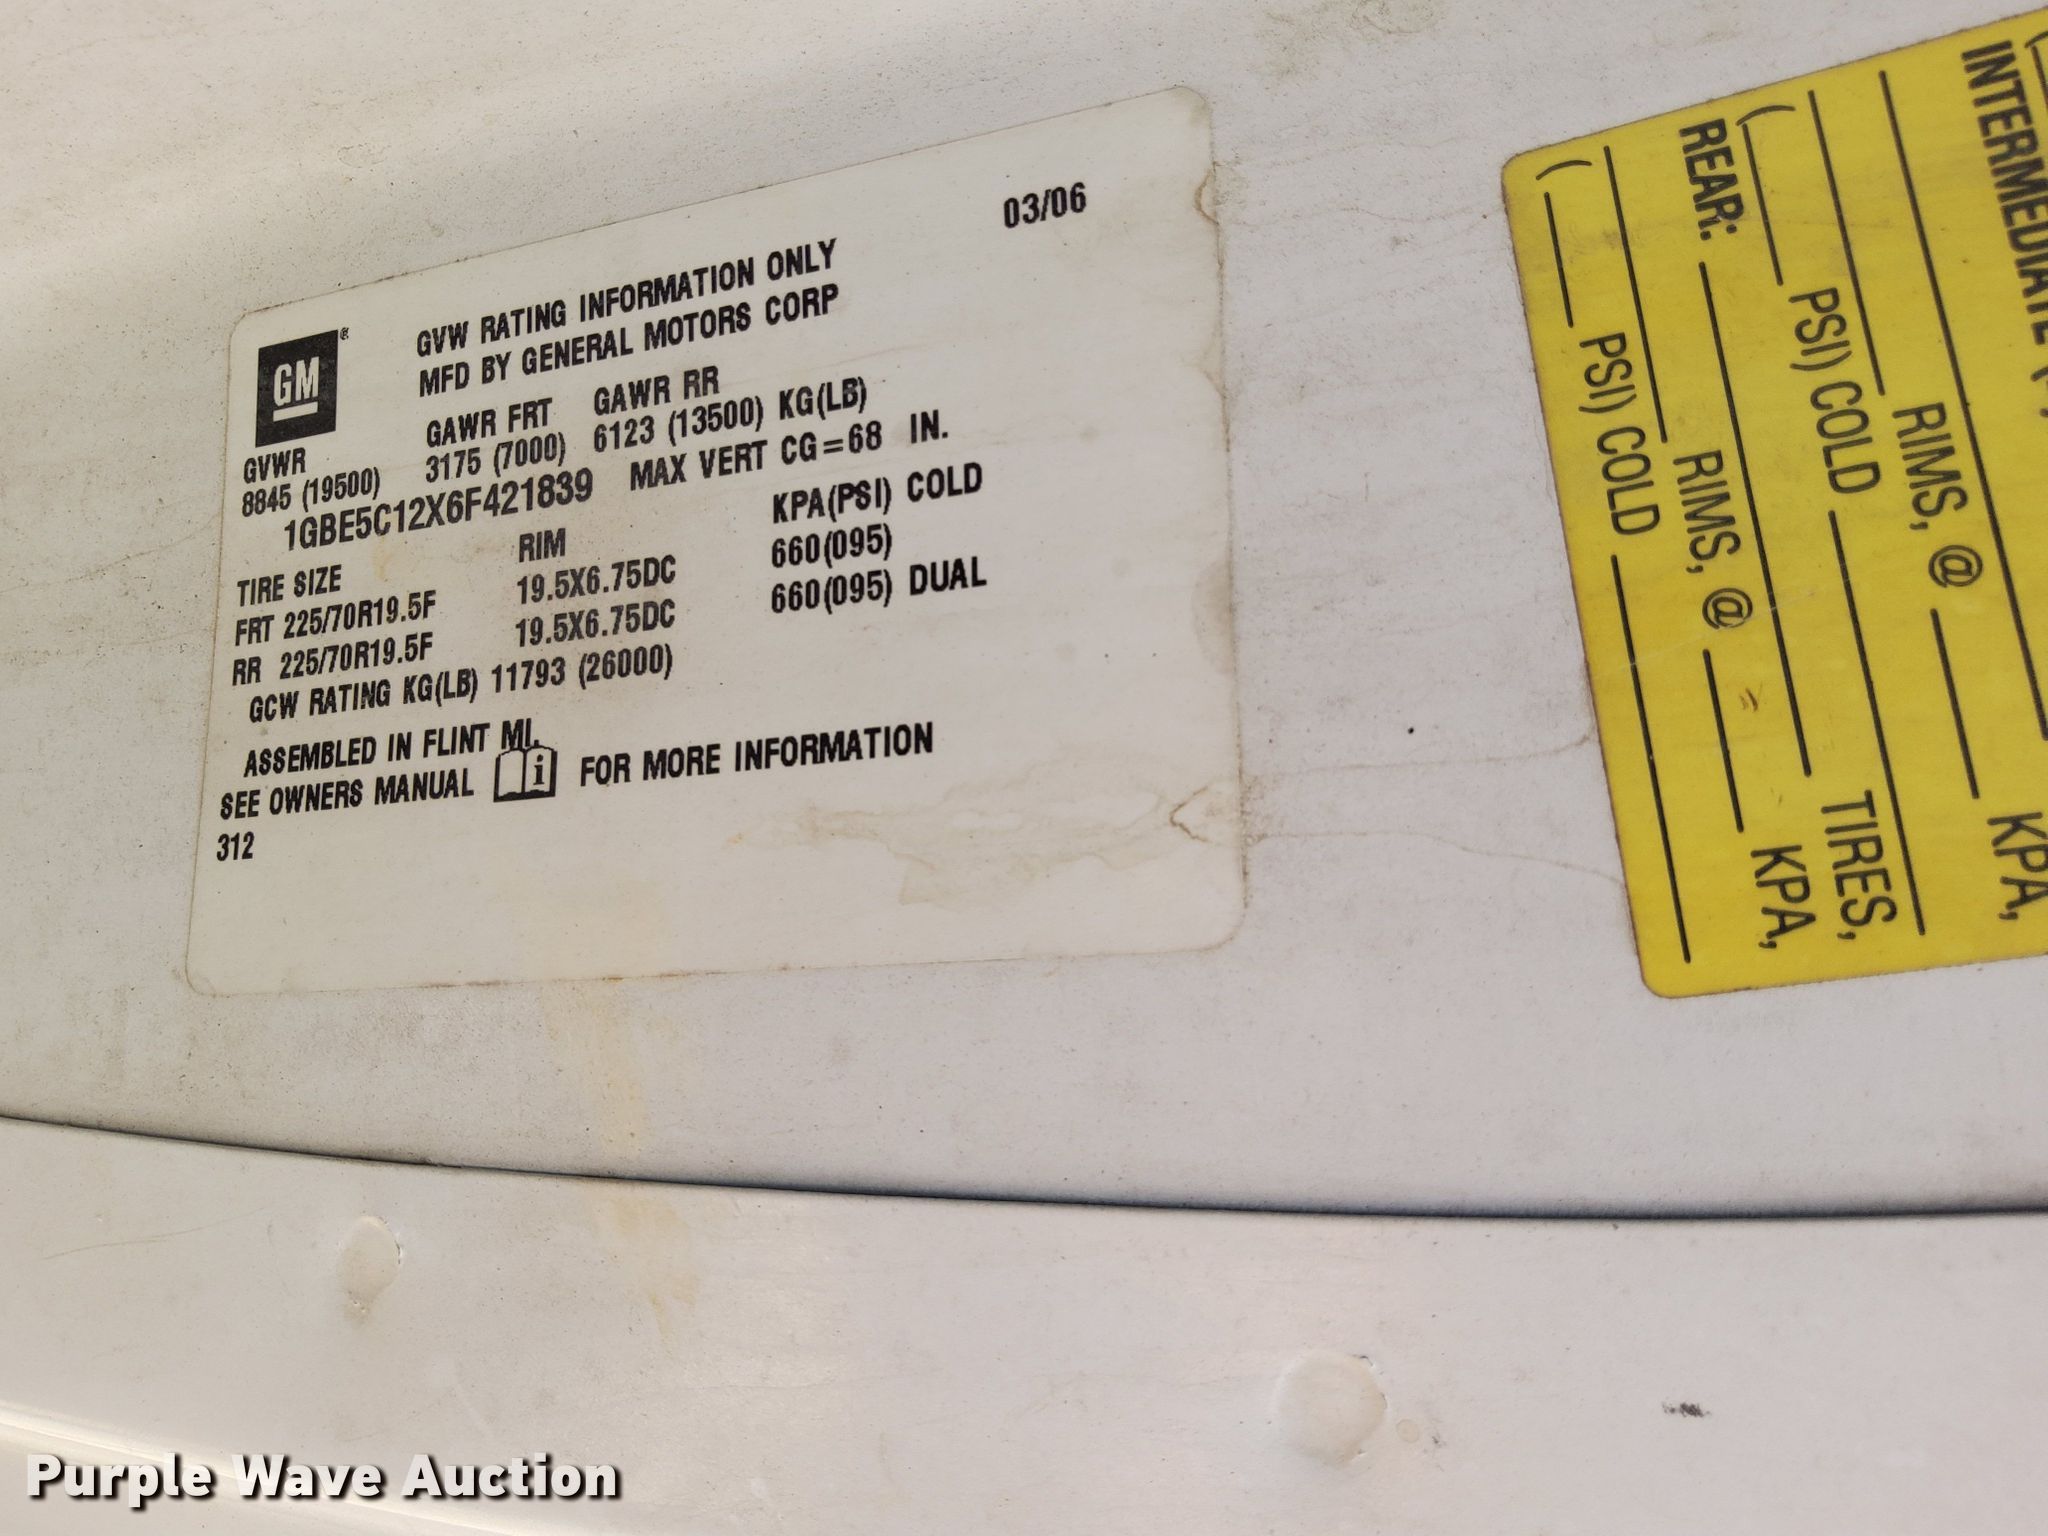 03/06
GM®
GVW RATING INFORMATION ONLY
MFD BY GENERAL MOTORS CORP
GVWR GAWR FRT GAWR RR
8845 (19500) 3175 (7000) 6123 (13500) KG(LB)
1GBE5C12X6F421839 MAX VERT CG=68 IN.
TIRE SIZE RIM KPA(PSI) COLD
FRT 225/70R19.5F 19.5X6.75DC 660(095)
RR 225/70R19.5F 19.5X6.75DC 660(095) DUAL
GCW RATING KG(LB) 11793 (26000)
ASSEMBLED IN FLINT MI.
SEE OWNERS MANUAL i FOR MORE INFORMATION
312
INTERMEDIATE (
RIMS, @ KPA,
( PSI) COLD TIRES,
REAR: RIMS, @ KPA,
( PSI) COLD
Purple Wave Auction